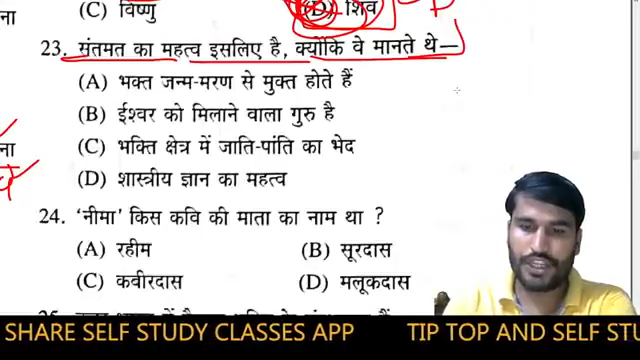 (C) विष्णु (D) शिव
23. संतमत का महत्व इसलिए है, क्योंकि वे मानते थे—
(A) भक्त जन्म-मरण से मुक्त होते हैं
(B) ईश्वर को मिलाने वाला गुरु है
(C) भक्ति क्षेत्र में जाति-पांति का भेद
ना
(D) शास्त्रीय ज्ञान का महत्व
24. 'नीमा' किस कवि की माता का नाम था ?
(A) रहीम (B) सूरदास
(C) कबीरदास (D) मलूकदास
SHARE SELF STUDY CLASSES APP TIP TOP AND SELF STU